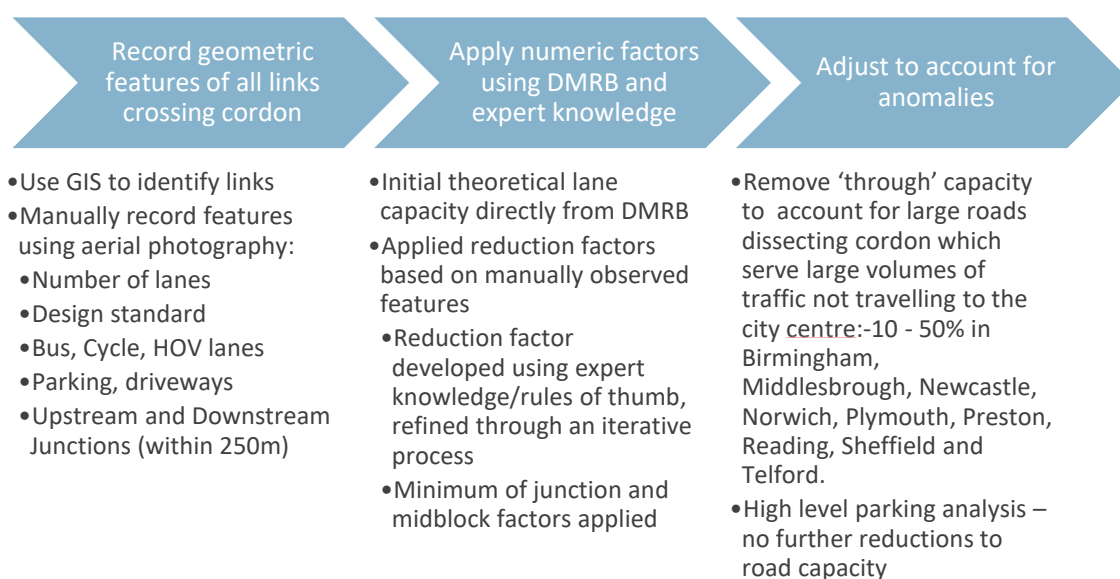 Record geometric
features of all links
crossing cordon
•Use GIS to identify links
•Manually record features
using aerial photography:
•Number of lanes
•Design standard
•Bus, Cycle, HOV lanes
•Parking, driveways
•Upstream and Downstream
Junctions (within 250m)
Apply numeric factors
using DMRB and
expert knowledge
•Initial theoretical lane
capacity directly from DMRB
•Applied reduction factors
based on manually observed
features
•Reduction factor
developed using expert
knowledge/rules of thumb,
refined through an iterative
process
•Minimum of junction and
midblock factors applied
Adjust to account for
anomalies
•Remove ‘through’ capacity
to  account for large roads
dissecting cordon which
serve large volumes of
traffic not travelling to the
city centre:-10 - 50% in
Birmingham,
Middlesbrough, Newcastle,
Norwich, Plymouth, Preston,
Reading, Sheffield and
Telford.
•High level parking analysis –
no further reductions to
road capacity